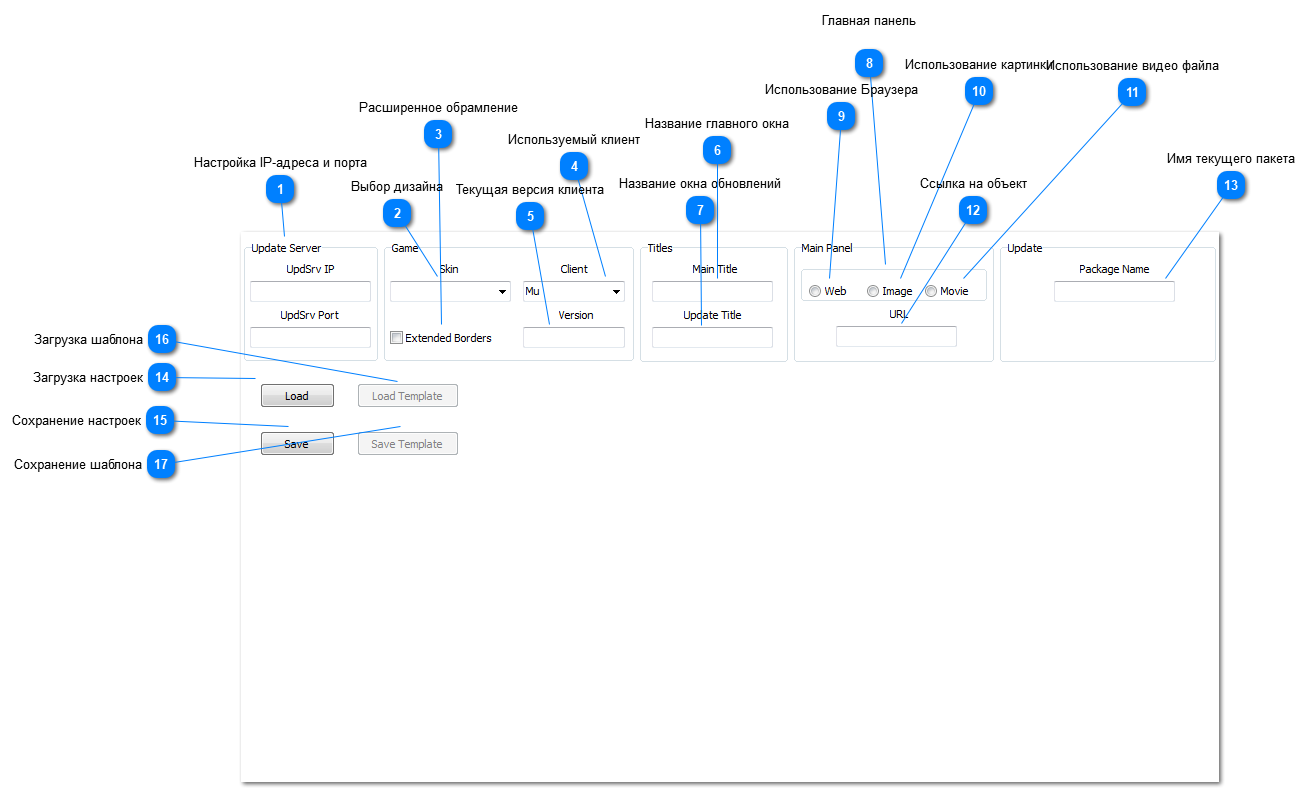 Главная панель
8
Использование картинки
Использование видео файла
10
11
Использование Браузера
9
Расширенное обрамление
3
Название главного окна
6
Используемый клиент
4
Настройка IP-адреса и порта
1
Имя текущего пакета
13
Выбор дизайна
2
Текущая версия клиента
5
Название окна обновлений
7
Ссылка на объект
12
Update Server
UpdSrv IP
UpdSrv Port
Game
Skin
Client
Mu
Version
Extended Borders
Titles
Main Title
Update Title
Main Panel
Web
Image
Movie
URL
Update
Package Name
Загрузка шаблона 16
Загрузка настроек 14
Load
Load Template
Сохранение настроек 15
Save
Save Template
Сохранение шаблона 17